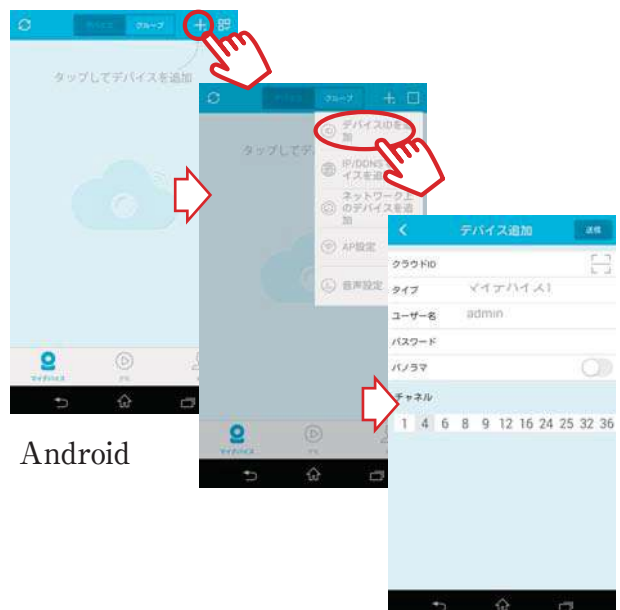 グループ
タップしてデバイスを追加
グループ
タップしてデ
デバイスIDを追
加
IP/DDNS
イスを追
ネットワーク上
のデバイスを追
加
AP設定
音声設定
デバイス追加
送信
クラウドID
タイプ
マイデバイス1
ユーザー名
admin
パスワード
パノラマ
チャネル
1 4 6 8 9 12 16 24 25 32 36
マイデバイス
マイデバイス
Android